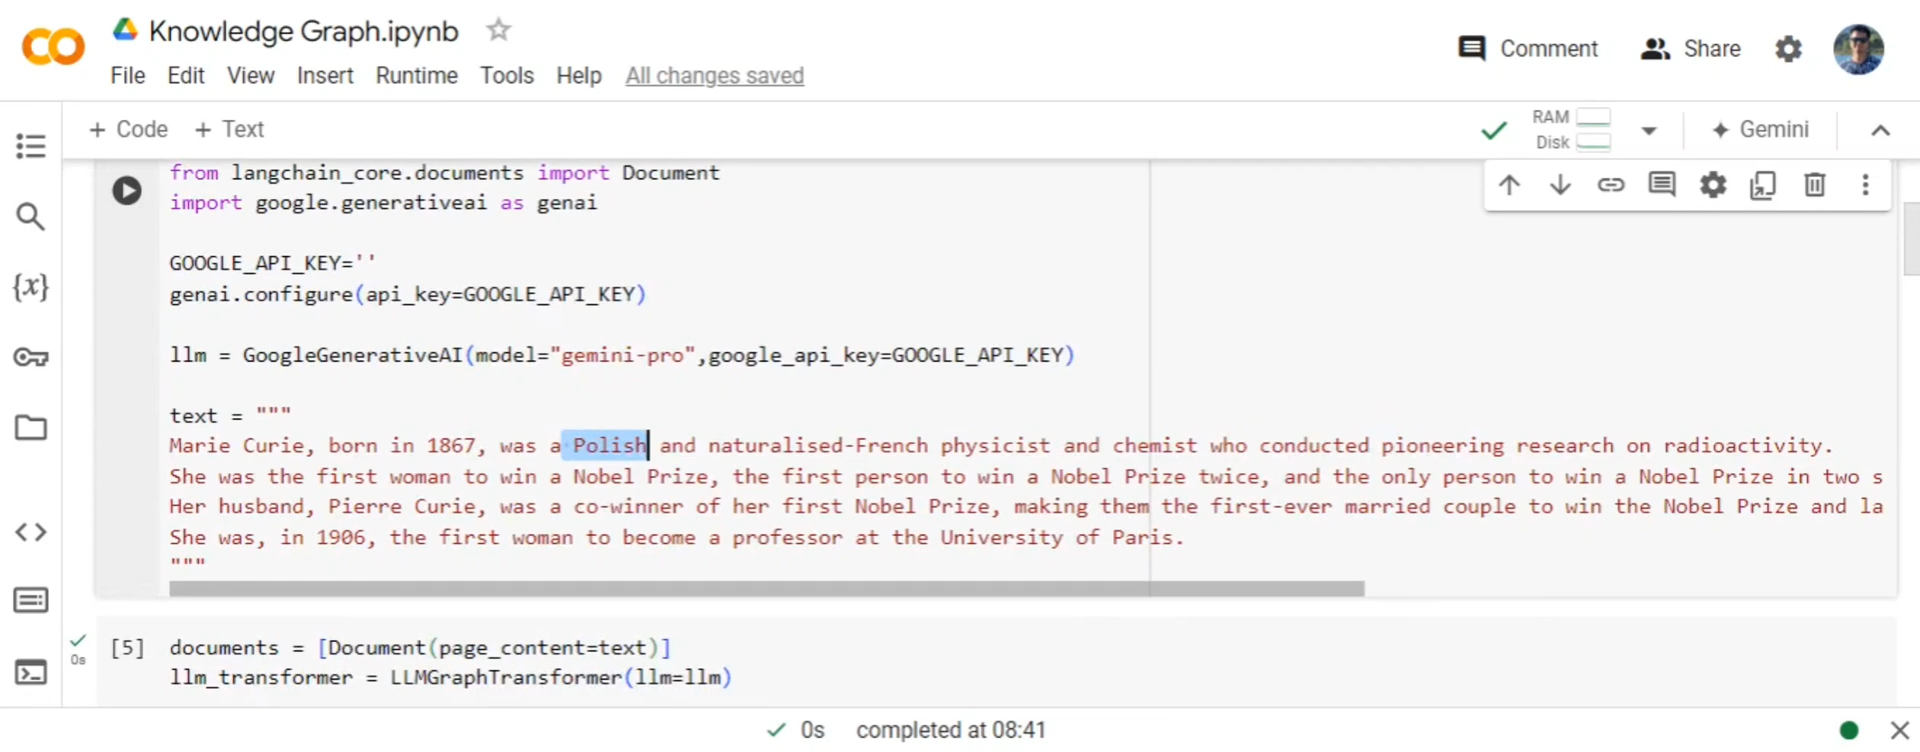 Knowledge Graph.ipynb
Comment
Share
File Edit View Insert Runtime Tools Help All changes saved
+ Code + Text
RAM
Disk
Gemini
from langchain_core.documents import Document
import google.generativeai as genai
GOOGLE_API_KEY=''
genai.configure(api_key=GOOGLE_API_KEY)
llm = GoogleGenerativeAI(model="gemini-pro",google_api_key=GOOGLE_API_KEY)
text = """
Marie Curie, born in 1867, was a Polish and naturalised-French physicist and chemist who conducted pioneering research on radioactivity.
She was the first woman to win a Nobel Prize, the first person to win a Nobel Prize twice, and the only person to win a Nobel Prize in two s
Her husband, Pierre Curie, was a co-winner of her first Nobel Prize, making them the first-ever married couple to win the Nobel Prize and la
She was, in 1906, the first woman to become a professor at the University of Paris.
"""
[5] documents = [Document(page_content=text)]
0s
llm_transformer = LLMGraphTransformer(llm=llm)
0s completed at 08:41